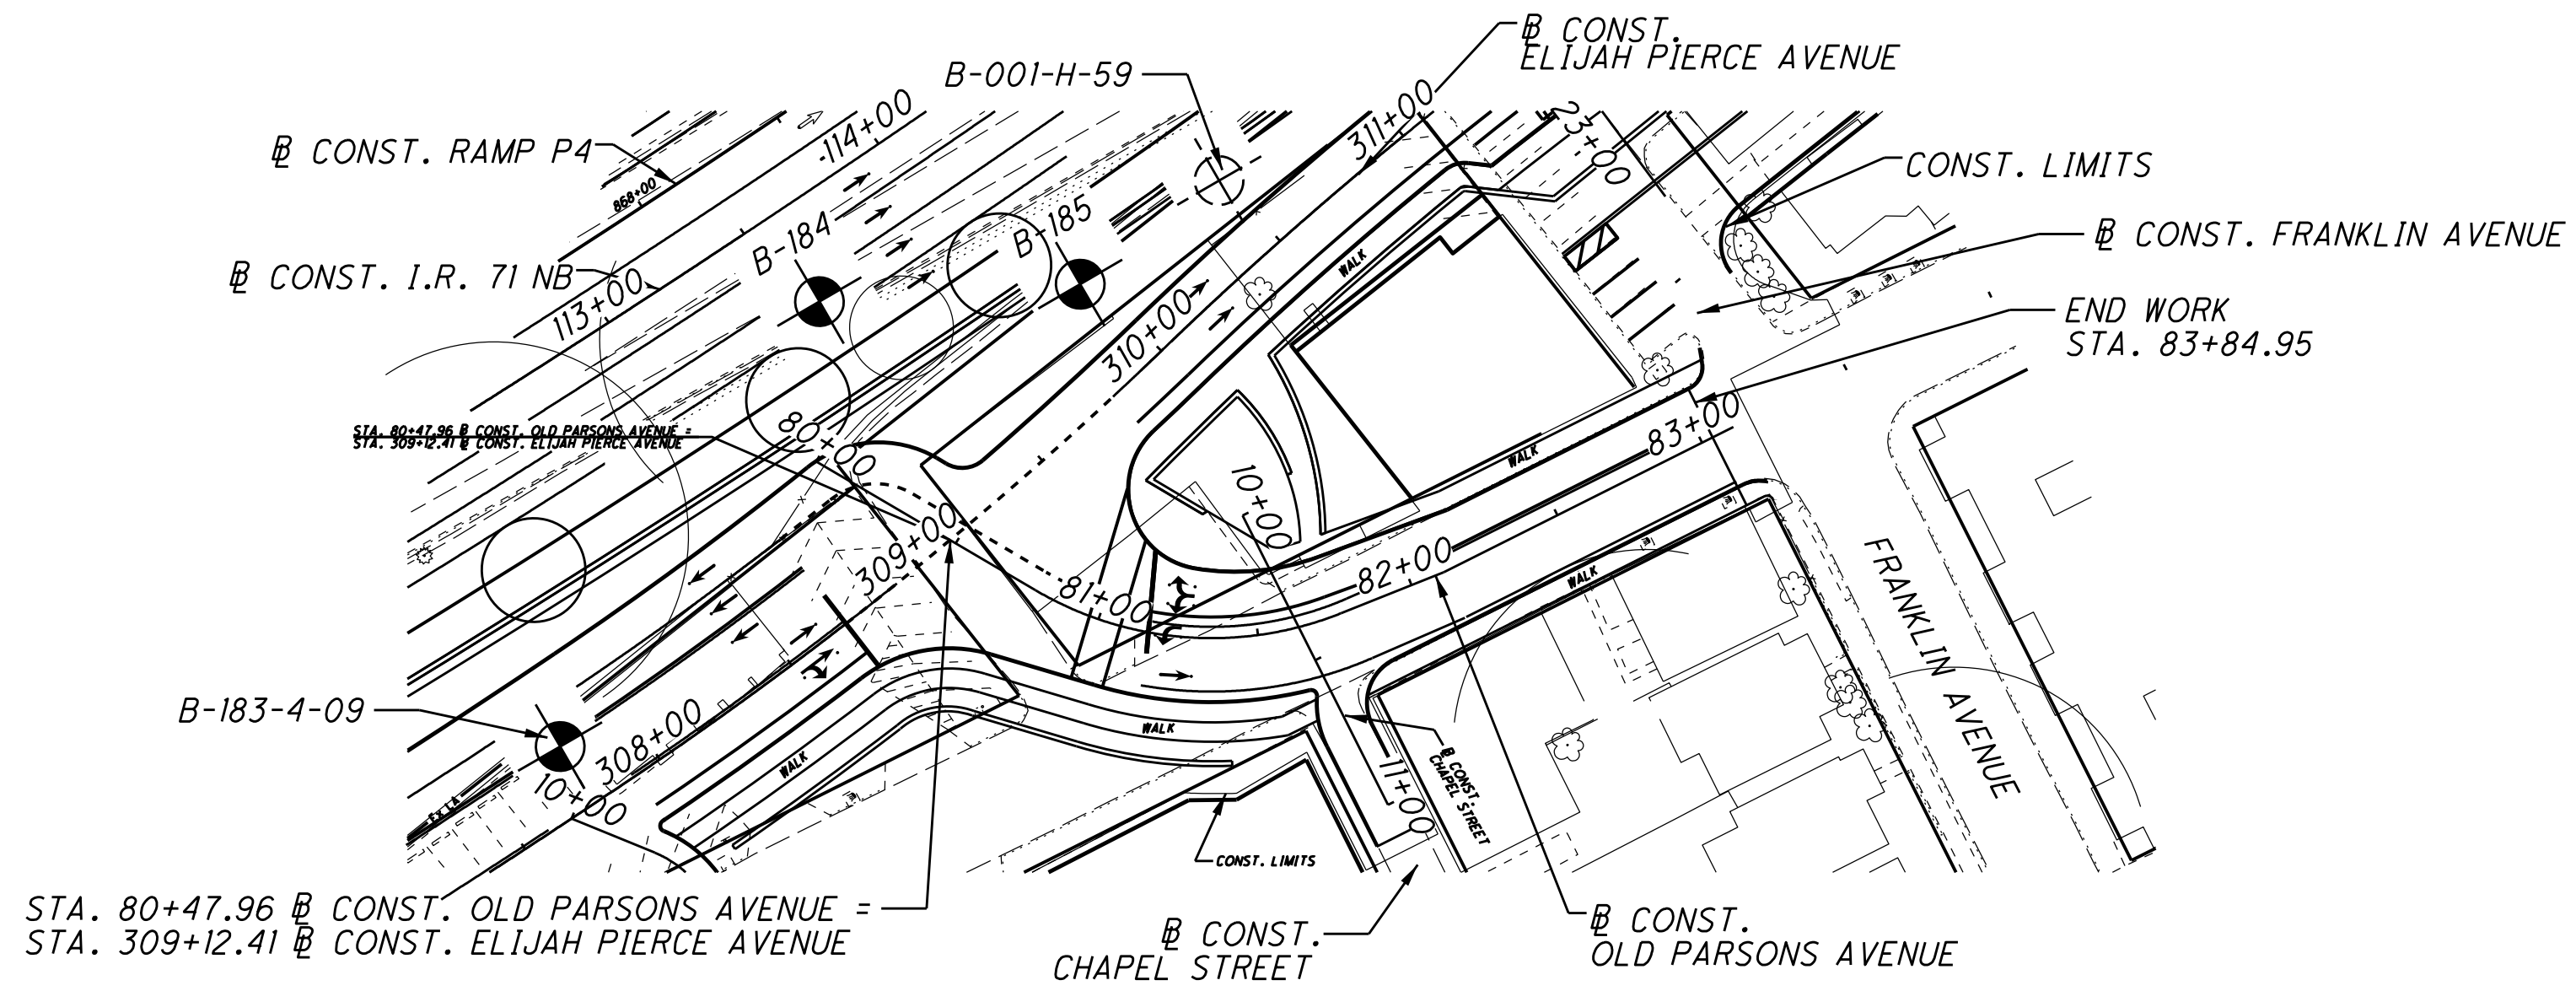 ℄ CONST.
ELIJAH PIERCE AVENUE
B-001-H-59
℄ CONST. RAMP P4
868+00
114+00
311+00
23+00
CONST. LIMITS
℄ CONST. FRANKLIN AVENUE
B-184
B-185
WALK
℄ CONST. I.R. 71 NB
113+00
310+00
END WORK
STA. 83+84.95
STA. 80+47.96 ℄ CONST. OLD PARSONS AVENUE =
STA. 309+12.41 ℄ CONST. ELIJAH PIERCE AVENUE
80+00
83+00
WALK
10+00
309+00
82+00
81+00
WALK
FRANKLIN AVENUE
B-183-4-09
308+00
WALK
WALK
10+00
EX LA
℄ CONST.
CHAPEL STREET
11+00
CONST. LIMITS
STA. 80+47.96 ℄ CONST. OLD PARSONS AVENUE =
STA. 309+12.41 ℄ CONST. ELIJAH PIERCE AVENUE
℄ CONST.
CHAPEL STREET
℄ CONST.
OLD PARSONS AVENUE